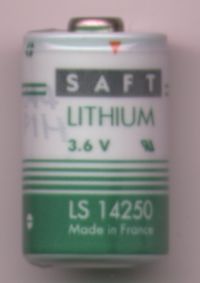 SAFT
LITHIUM
3.6 V
LS 14250
Made in France